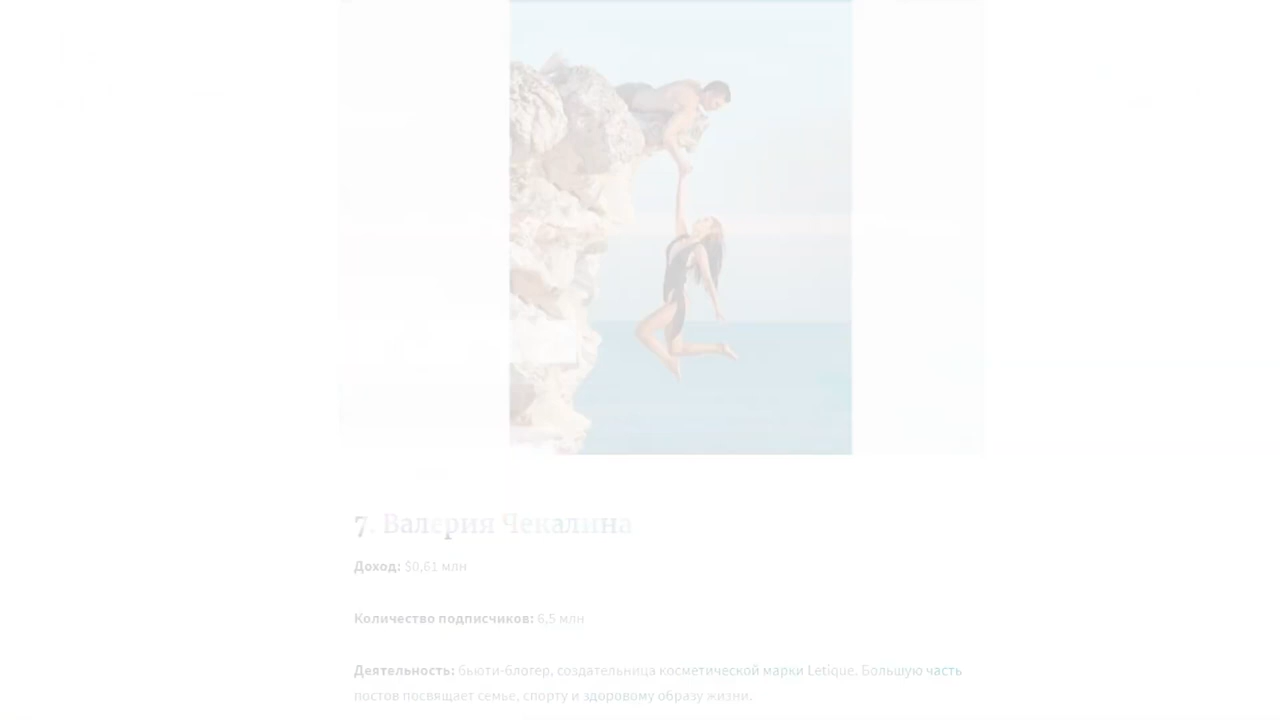 7. Валерия Чекалина
Доход: $0,61 млн
Количество подписчиков: 6,5 млн
Деятельность: бьюти-блогер, создательница косметической марки Letique. Большую часть
постов посвящает семье, спорту и здоровому образу жизни.